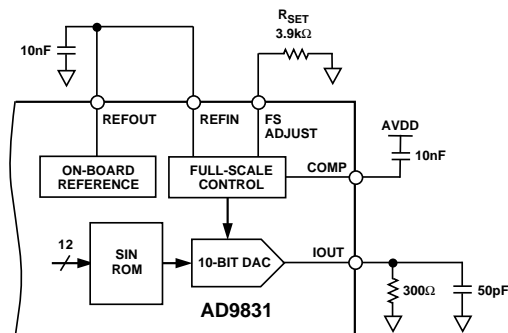 R_SET
3.9kΩ
10nF
REFOUT
REFIN
FS
ADJUST
AVDD
10nF
COMP
ON-BOARD
REFERENCE
FULL-SCALE
CONTROL
12
SIN
ROM
10-BIT DAC
IOUT
300Ω
50pF
AD9831